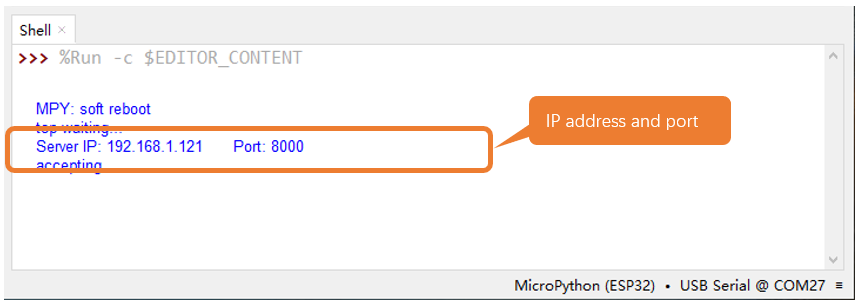 Shell ×
>>> %Run -c $EDITOR_CONTENT
MPY: soft reboot
tcp waiting...
Server IP: 192.168.1.121 Port: 8000
accepting
IP address and port
MicroPython (ESP32) • USB Serial @ COM27 ≡